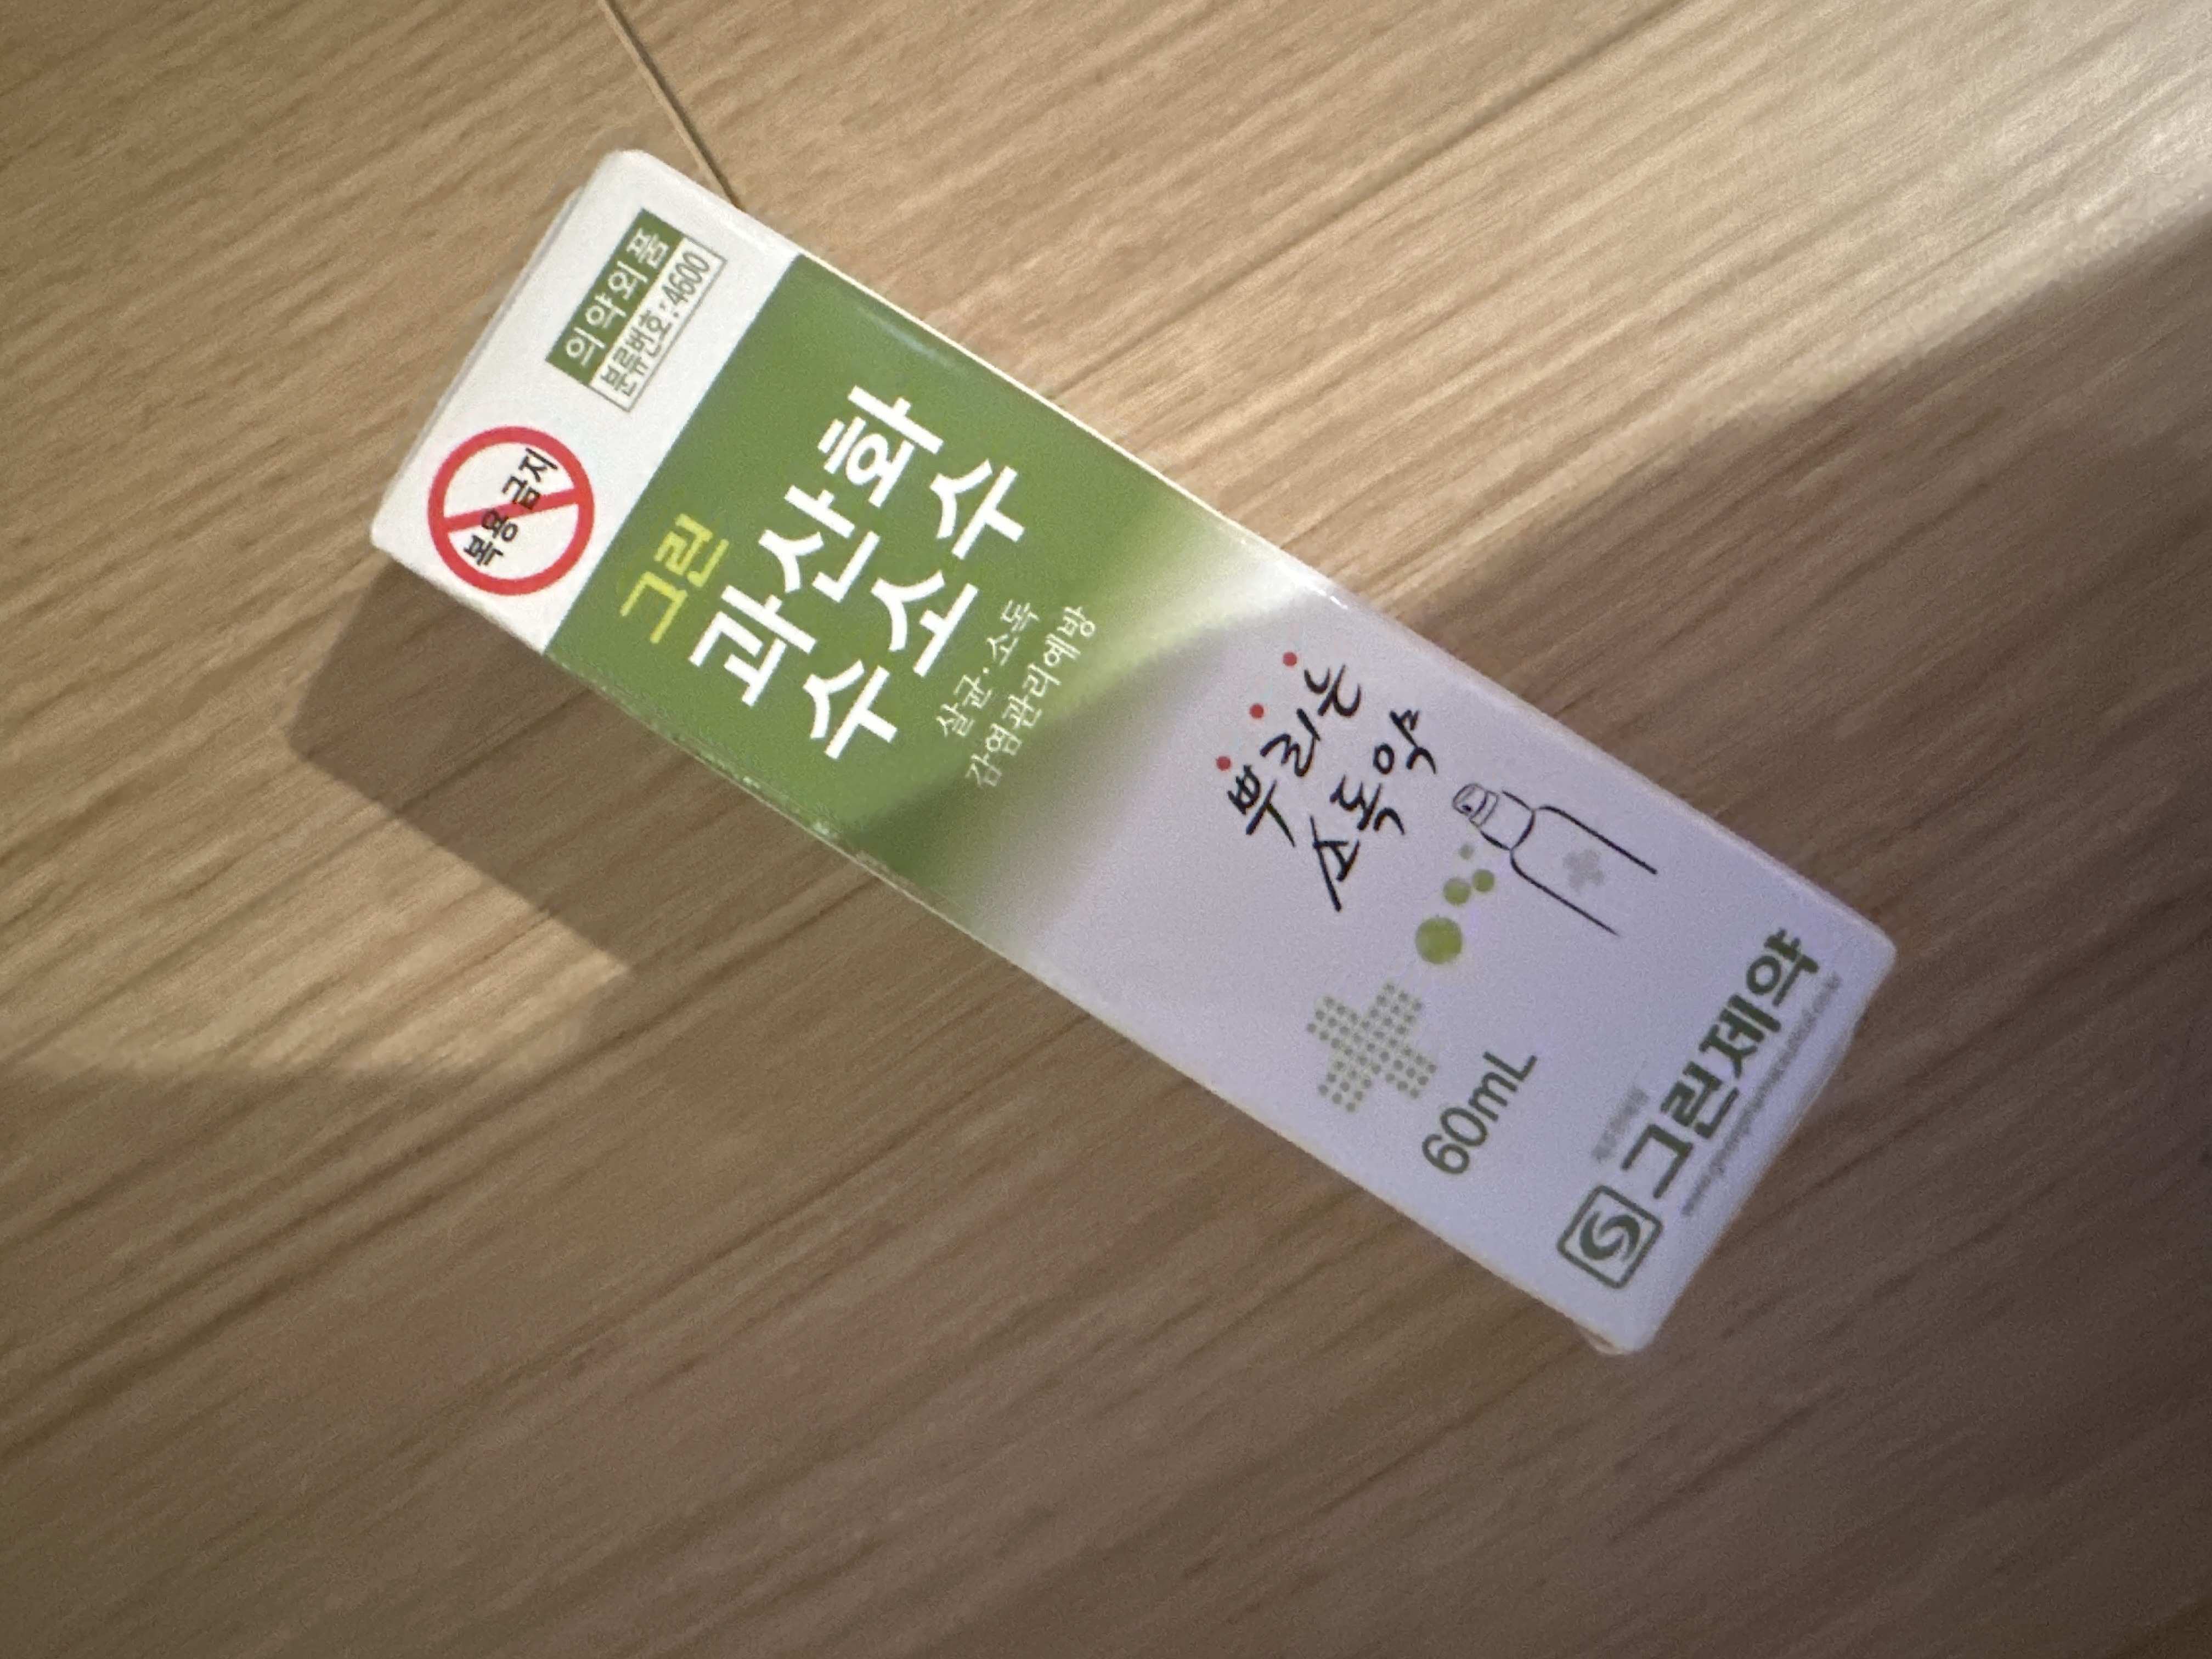 복용 금지
의약외품
분류번호 : 4600
그린
과산화
수소수
살균·소독
감염관리예방
뿌리는
소독약
60mL
그린제약